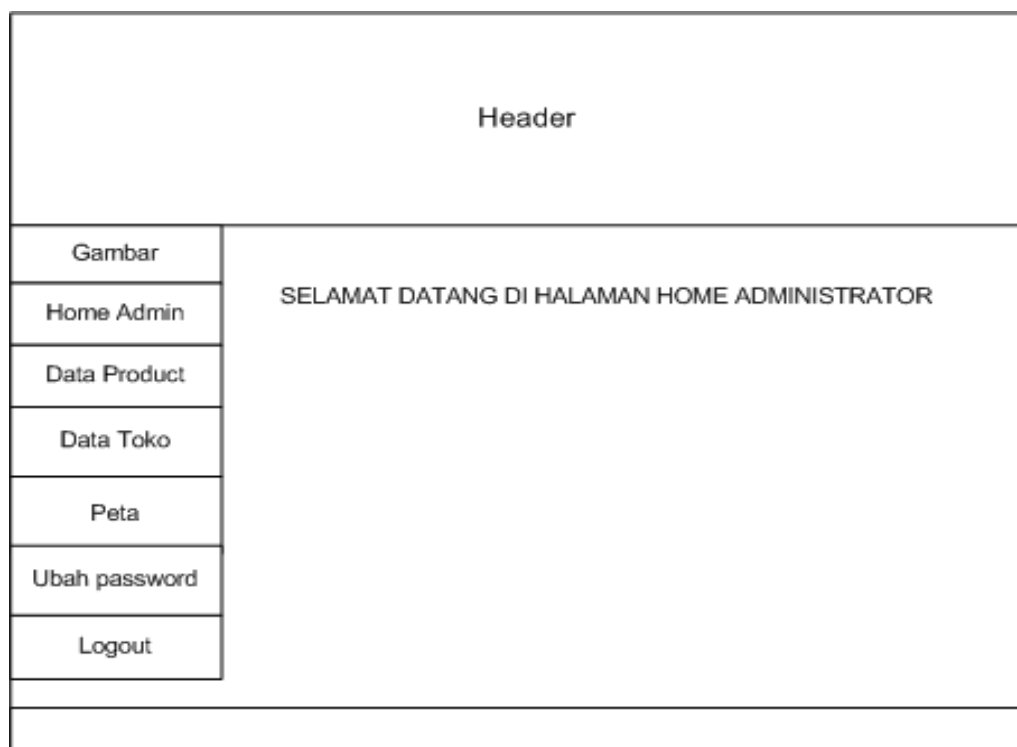 Header
Gambar
SELAMAT DATANG DI HALAMAN HOME ADMINISTRATOR
Home Admin
Data Product
Data Toko
Peta
Ubah password
Logout